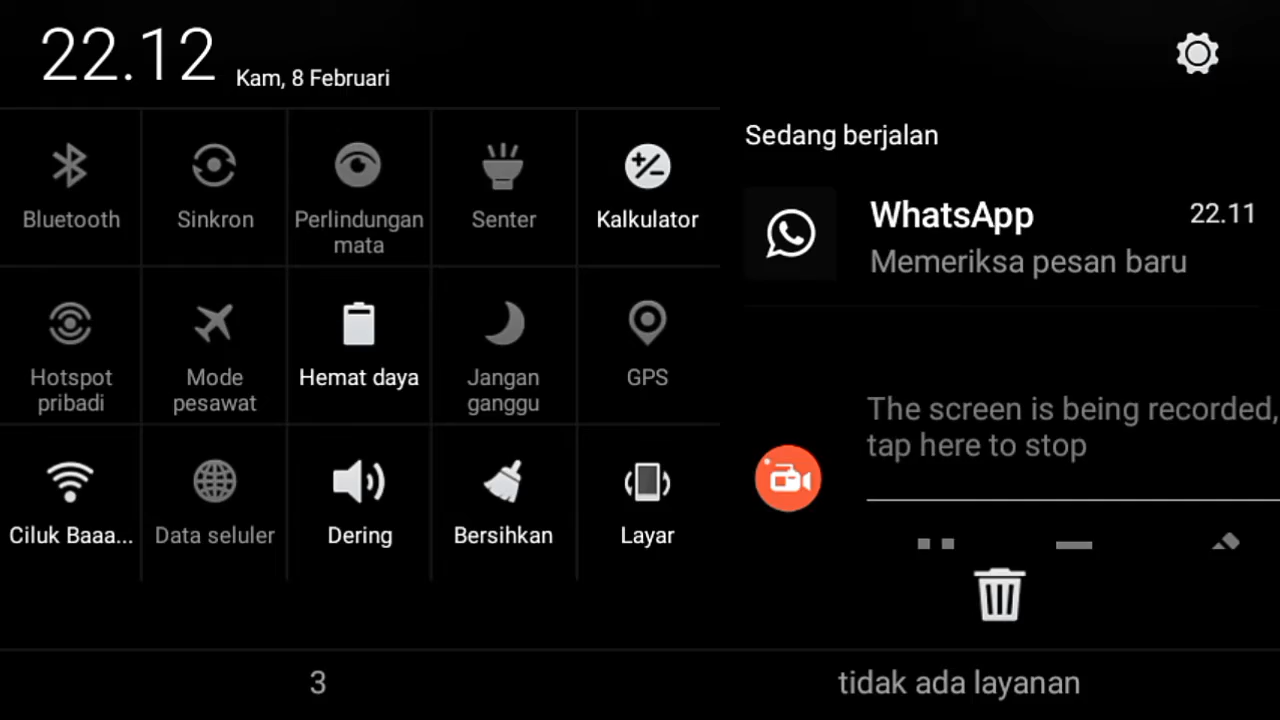 22.12 Kam, 8 Februari
Bluetooth
Sinkron
Perlindungan
mata
Senter
Kalkulator
Hotspot
pribadi
Mode
pesawat
Hemat daya
Jangan
ganggu
GPS
Ciluk Baaa...
Data seluler
Dering
Bersihkan
Layar
3
Sedang berjalan
WhatsApp 22.11
Memeriksa pesan baru
The screen is being recorded,
tap here to stop
tidak ada layanan